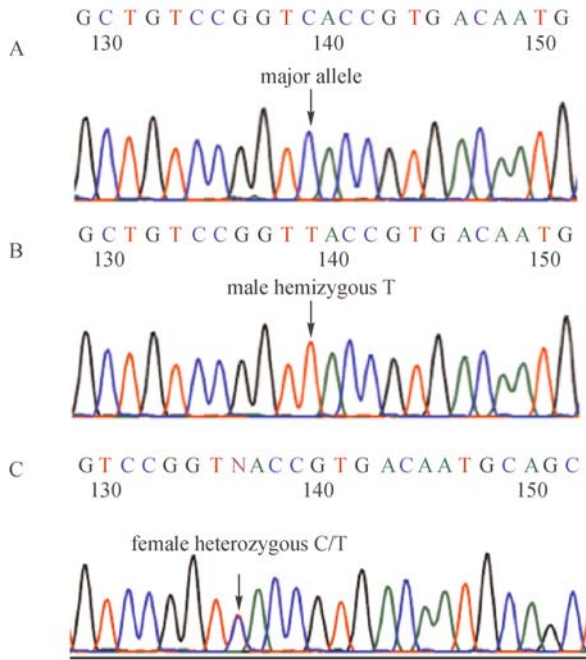 G C T G T C C G G T C A C C G T G A C A A T G
130 140 150
A
major allele
G C T G T C C G G T T A C C G T G A C A A T G
B
130 140 150
male hemizygous T
C
G T C C G G T N A C C G T G A C A A T G C A G C
130 140 150
female heterozygous C/T